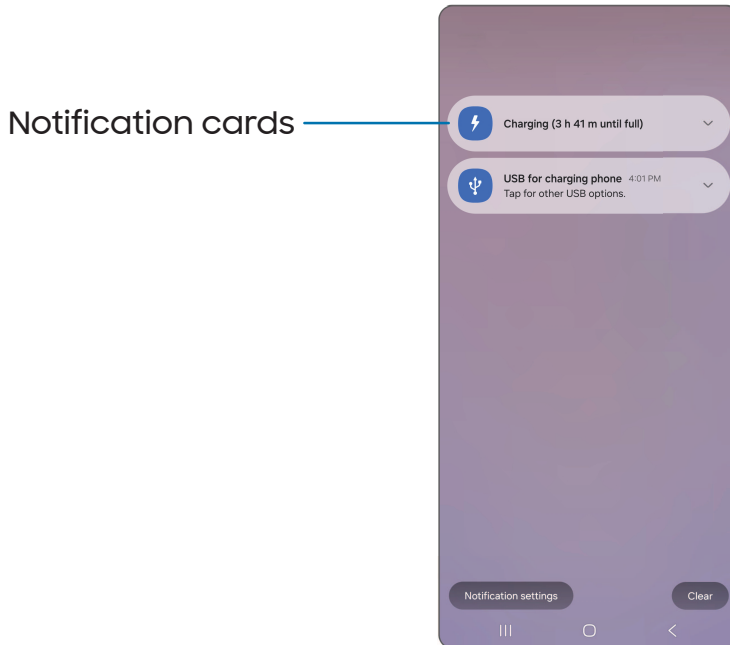 Notification cards
Charging (3 h 41 m until full)
USB for charging phone 4:01 PM
Tap for other USB options.
Notification settings
Clear